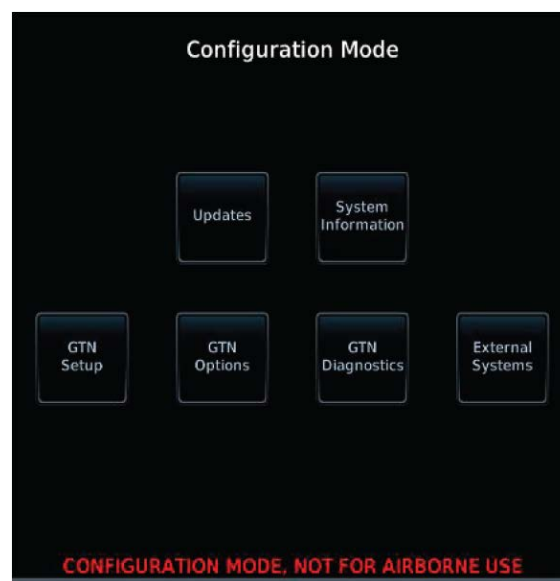 Configuration Mode
Updates
System
Information
GTN
Setup
GTN
Options
GTN
Diagnostics
External
Systems
CONFIGURATION MODE, NOT FOR AIRBORNE USE